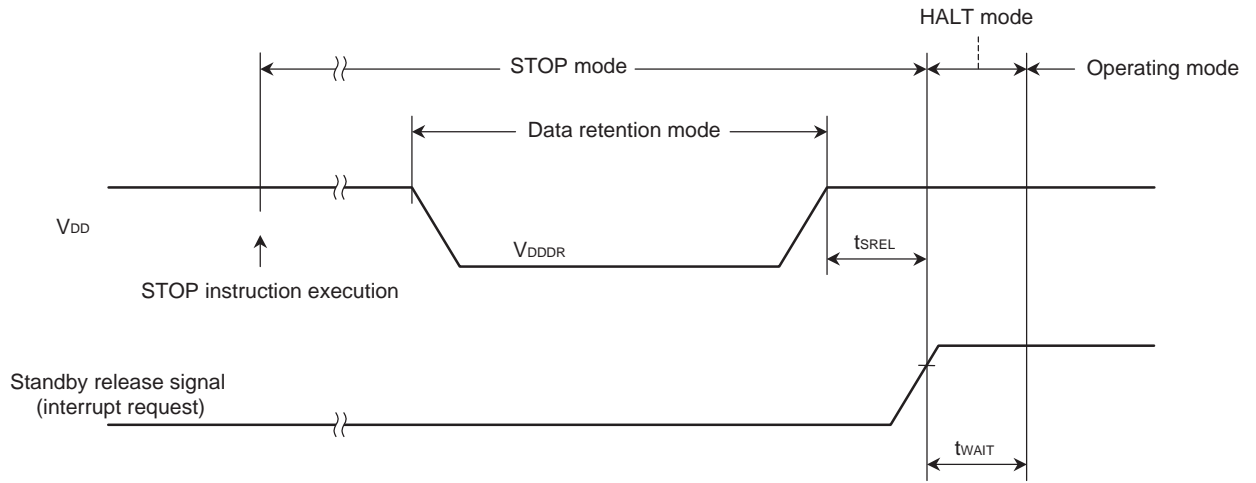 HALT mode
STOP mode
Operating mode
Data retention mode
VDD
VDDDR
tSREL
STOP instruction execution
Standby release signal
(interrupt request)
tWAIT